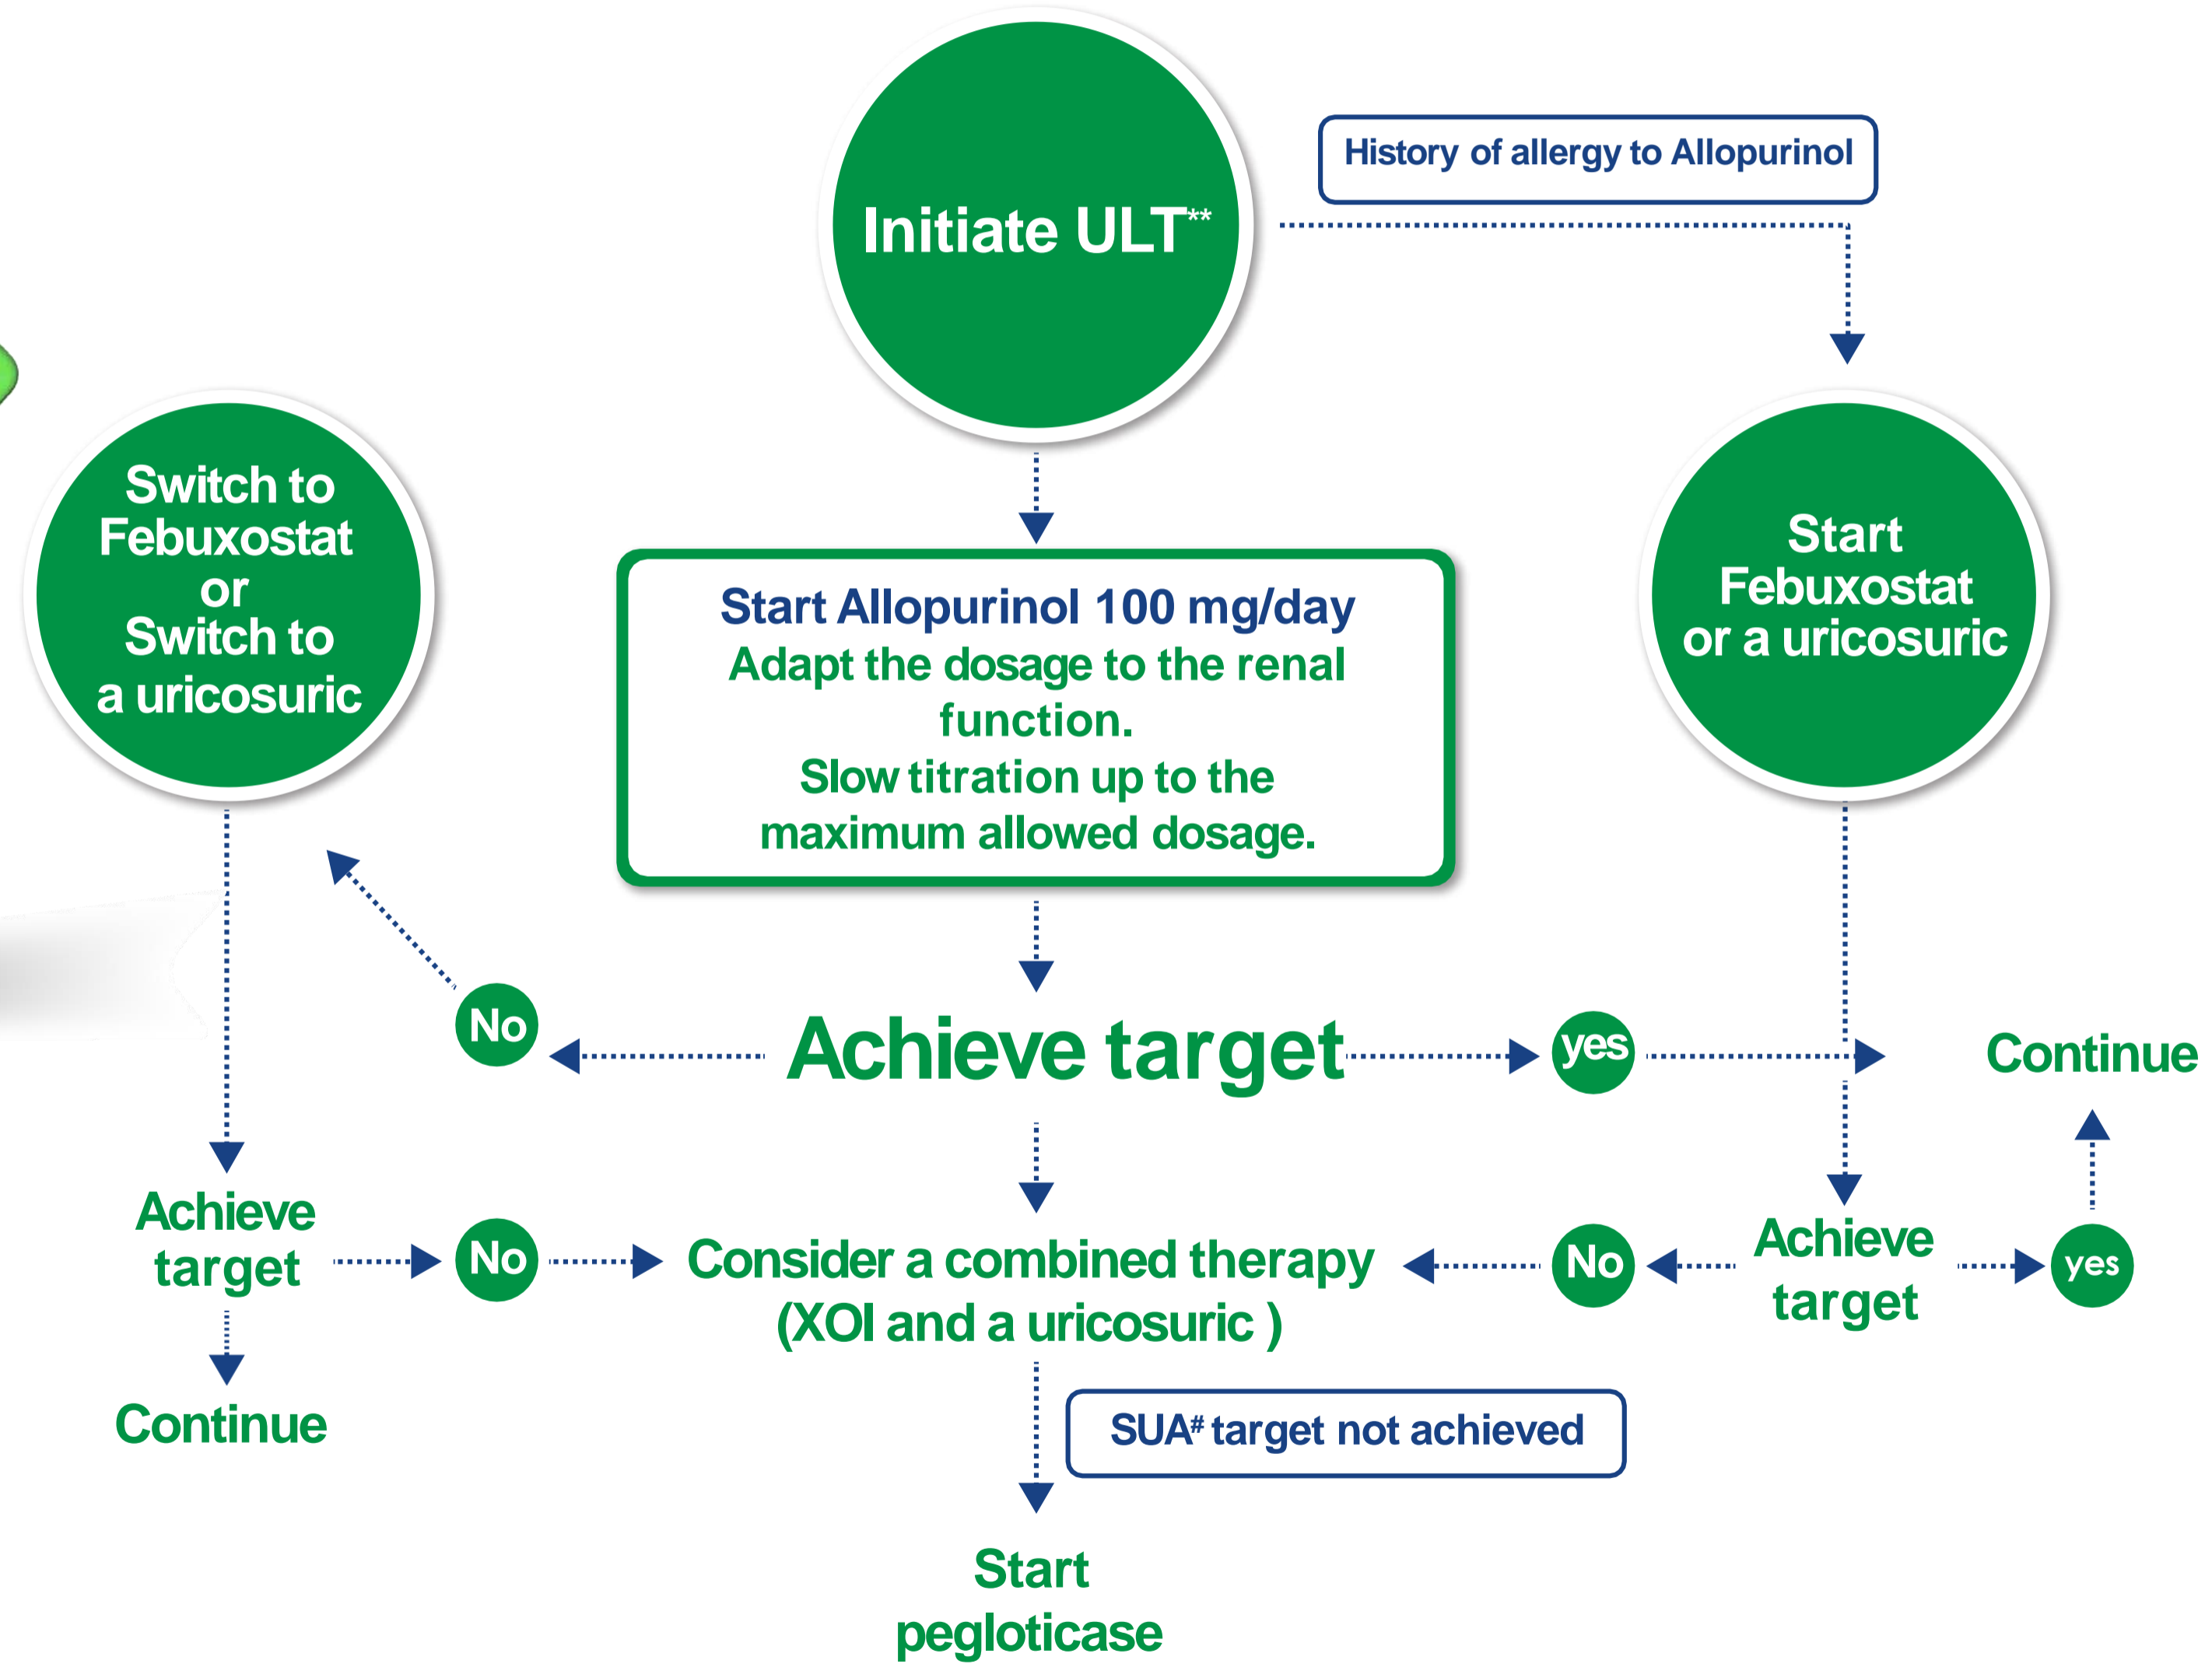 Initiate ULT**
History of allergy to Allopurinol
Switch to
Febuxostat
or
Switch to
a uricosuric
Start Allopurinol 100 mg/day
Adapt the dosage to the renal
function.
Slow titration up to the
maximum allowed dosage.
Start
Febuxostat
or a uricosuric
No
Achieve target
yes
Continue
Achieve
target
No
Consider a combined therapy
(XOI and a uricosuric )
No
Achieve
target
yes
Continue
SUA# target not achieved
Start
pegloticase